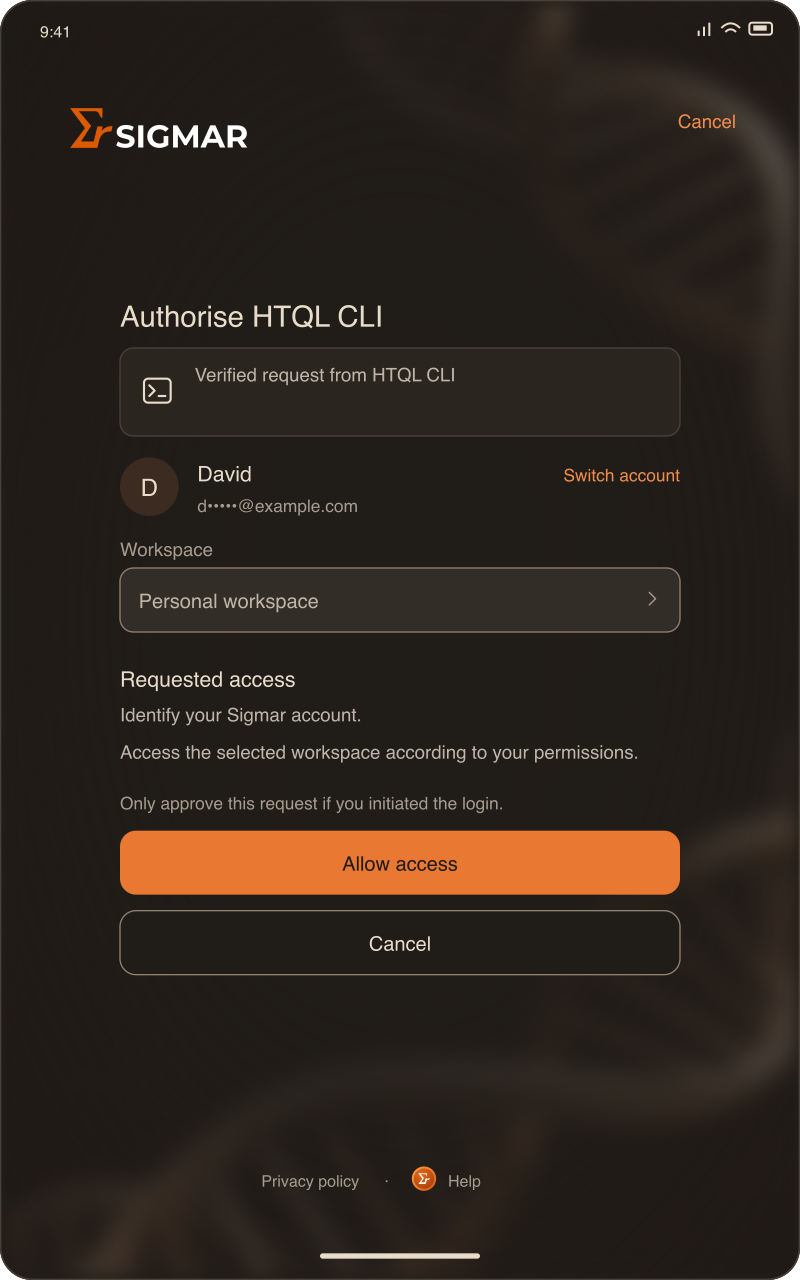 9:41
Σr SIGMAR
Cancel
Authorise HTQL CLI
Verified request from HTQL CLI
D
David
Switch account
d•••••@example.com
Workspace
Personal workspace
Requested access
Identify your Sigmar account.
Access the selected workspace according to your permissions.
Only approve this request if you initiated the login.
Allow access
Cancel
Privacy policy · Σr Help